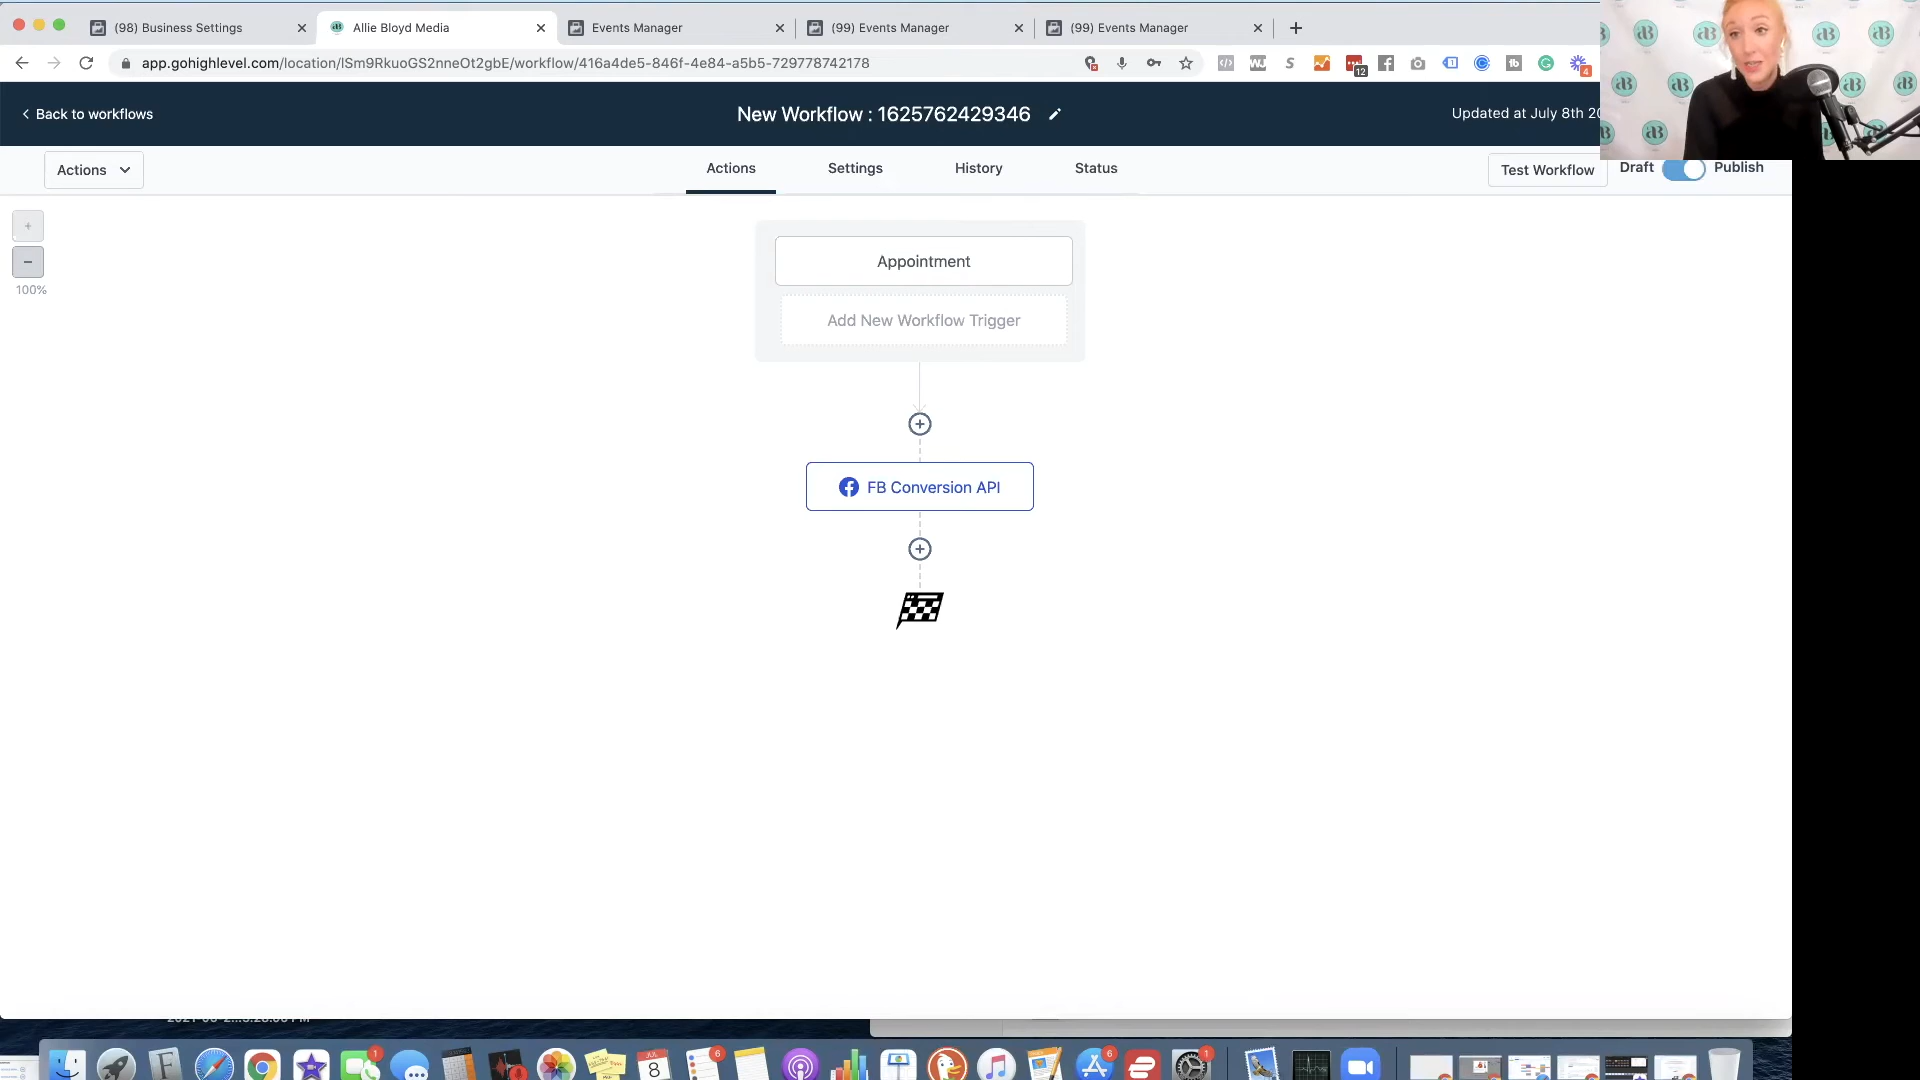 (98) Business Settings
Allie Bloyd Media
Events Manager
(99) Events Manager
(99) Events Manager
app.gohighlevel.com/location/lSm9RkuoGS2nneOt2gbE/workflow/416a4de5-846f-4e84-a5b5-729778742178
Back to workflows
New Workflow : 1625762429346
Updated at July 8th 20
Actions
Actions
Settings
History
Status
Test Workflow
Draft
Publish
100%
Appointment
Add New Workflow Trigger
FB Conversion API